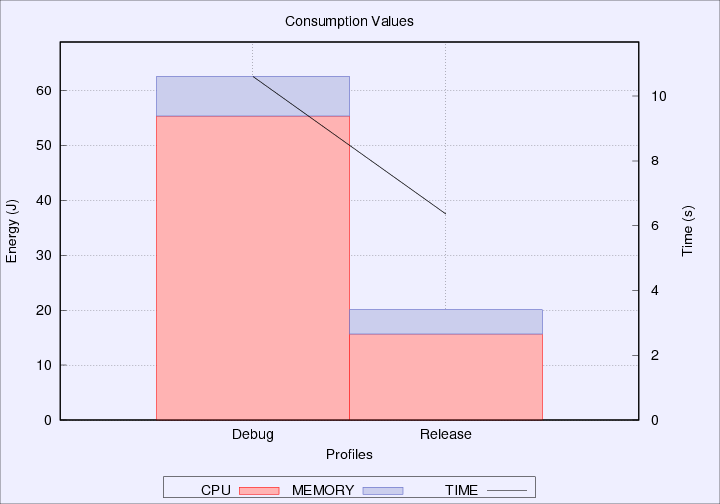 Consumption Values
60
50
40
30
20
10
0
Energy (J)
10
8
6
4
2
0
Time (s)
Debug Release
Profiles
CPU MEMORY TIME